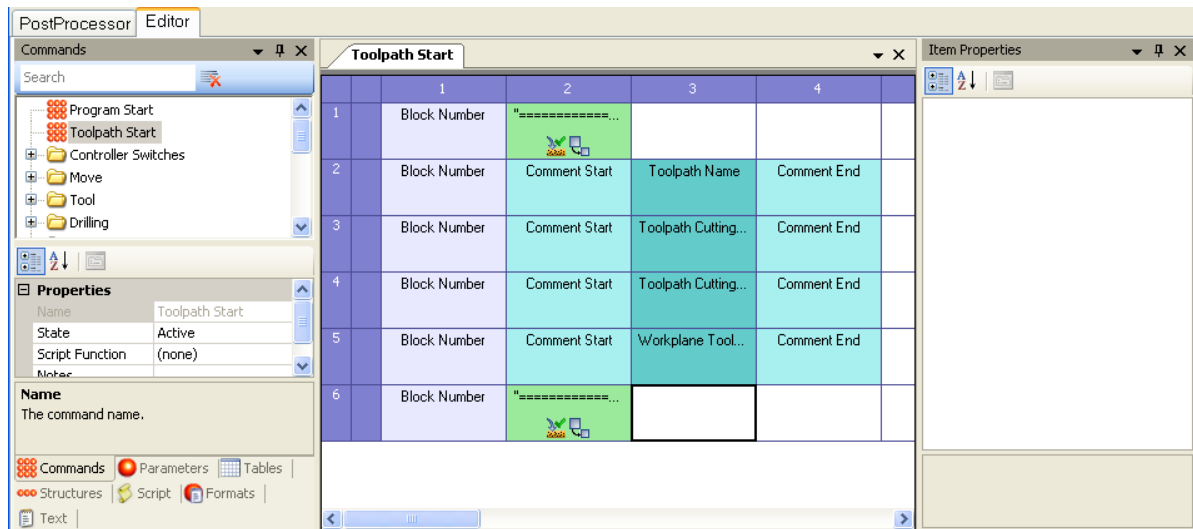 PostProcessor Editor
Commands
Search
Program Start
Toolpath Start
Controller Switches
Move
Tool
Drilling
Properties
Name Toolpath Start
State Active
Script Function (none)
Notes
Name
The command name.
Commands Parameters Tables
Structures Script Formats
Text
Toolpath Start
1 2 3 4
1 Block Number "============...
2 Block Number Comment Start Toolpath Name Comment End
3 Block Number Comment Start Toolpath Cutting... Comment End
4 Block Number Comment Start Toolpath Cutting... Comment End
5 Block Number Comment Start Workplane Tool... Comment End
6 Block Number "============...
Item Properties